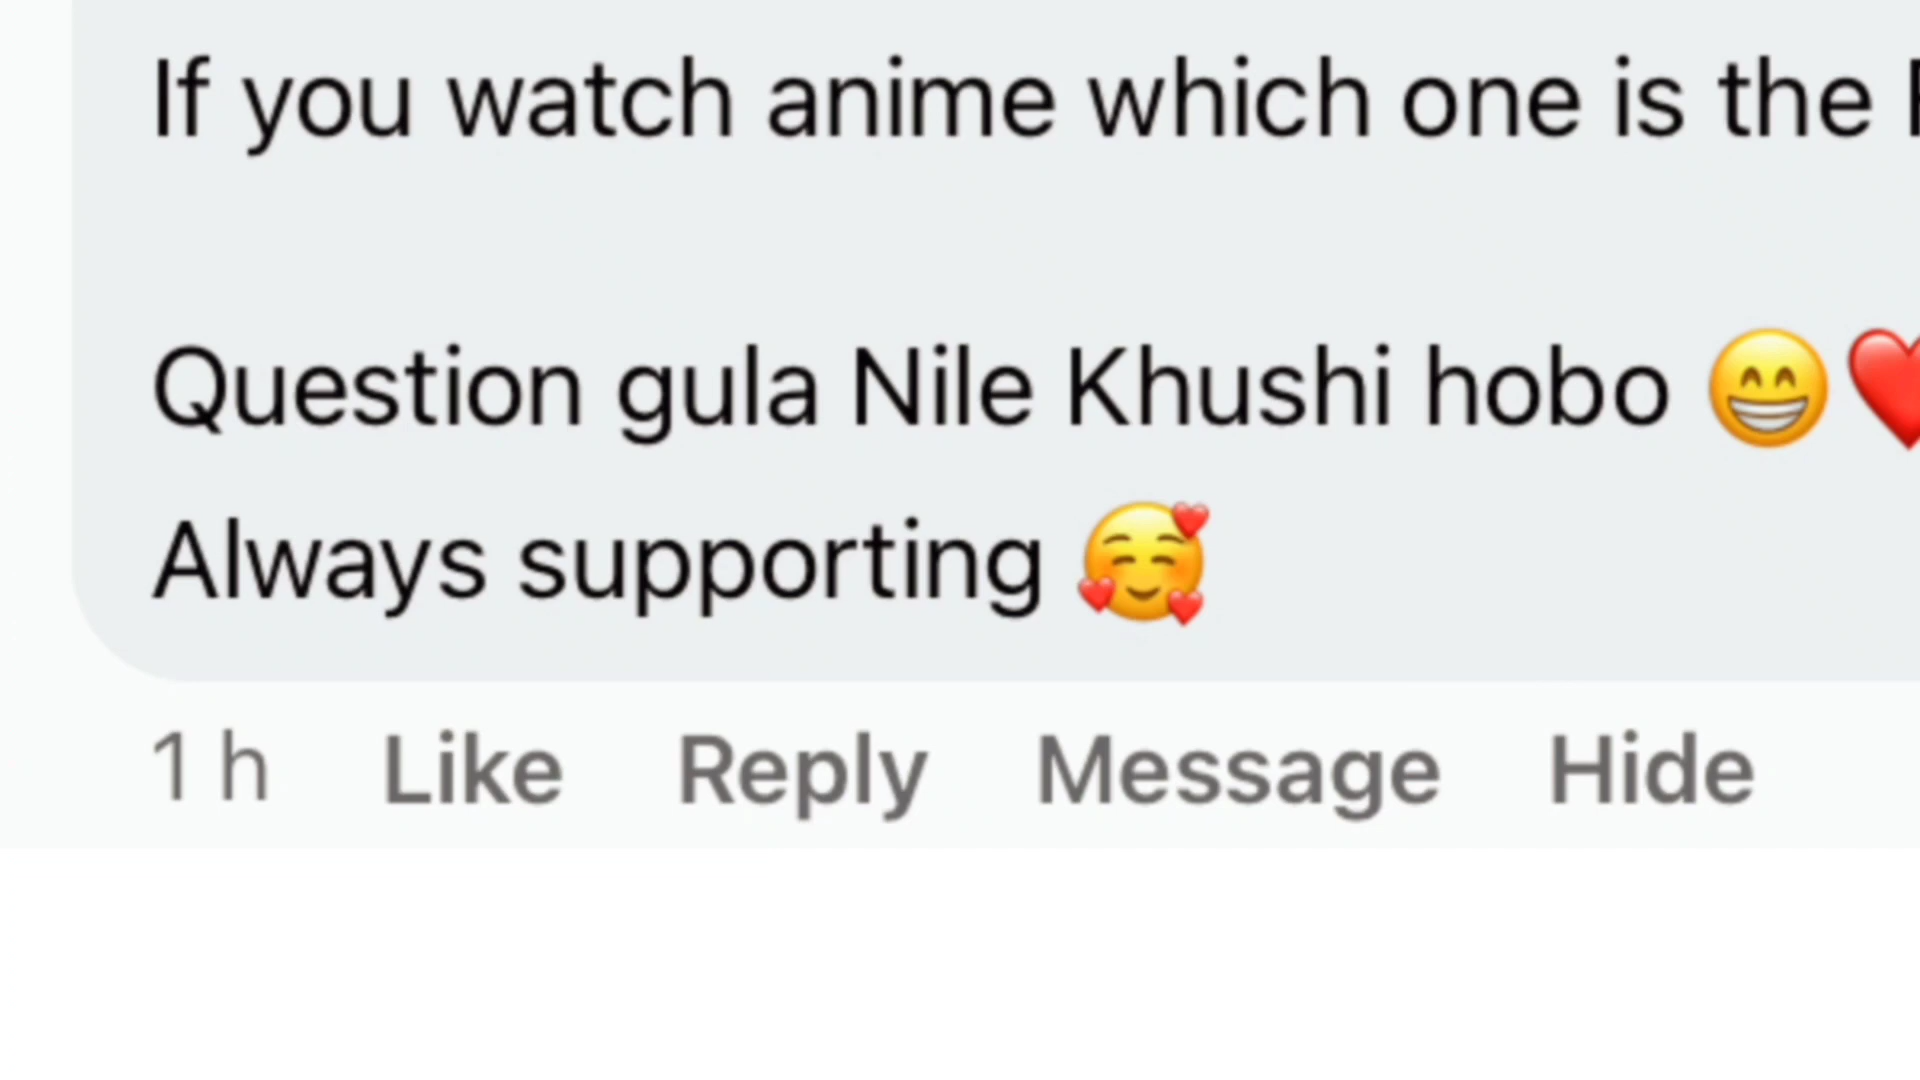 If you watch anime which one is the
Question gula Nile Khushi hobo 😁❤
Always supporting 🥰
1 h Like Reply Message Hide